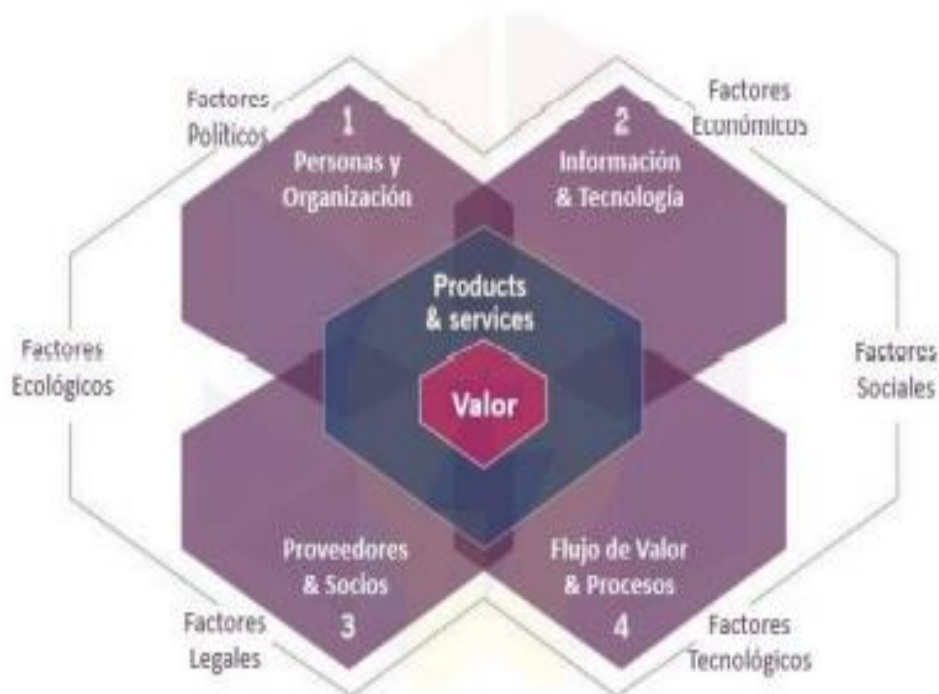 Factores
Políticos
1
Personas y
Organización
2
Información
& Tecnología
Factores
Económicos
Products
& services
Valor
Factores
Ecológicos
Factores
Sociales
Proveedores
& Socios
3
Flujo de Valor
& Procesos
4
Factores
Legales
Factores
Tecnológicos